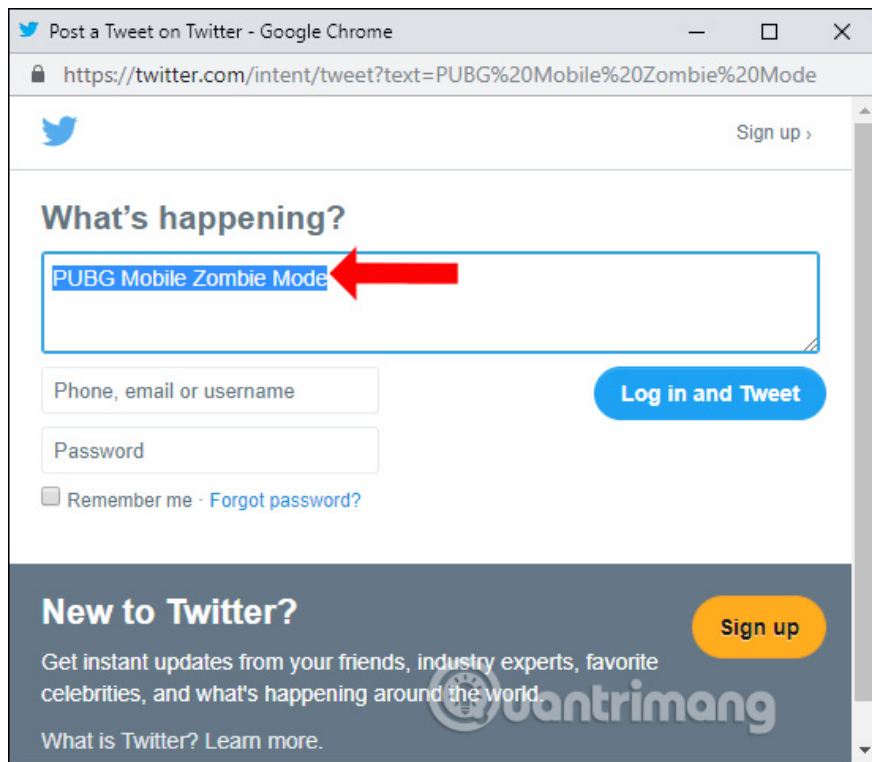 Post a Tweet on Twitter - Google Chrome
https://twitter.com/intent/tweet?text=PUBG%20Mobile%20Zombie%20Mode
Sign up ›
What's happening?
PUBG Mobile Zombie Mode
Phone, email or username
Log in and Tweet
Password
Remember me · Forgot password?
New to Twitter?
Sign up
Get instant updates from your friends, industry experts, favorite
celebrities, and what's happening around the world.
Quantrimang
What is Twitter? Learn more.